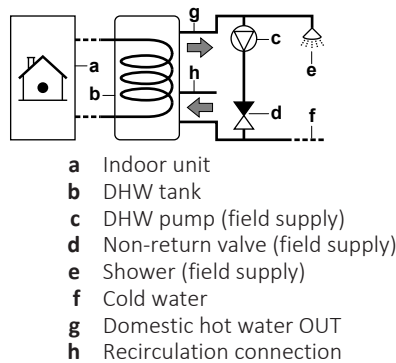 g
c
a
h
e
b
d
f
a Indoor unit
b DHW tank
c DHW pump (field supply)
d Non-return valve (field supply)
e Shower (field supply)
f Cold water
g Domestic hot water OUT
h Recirculation connection